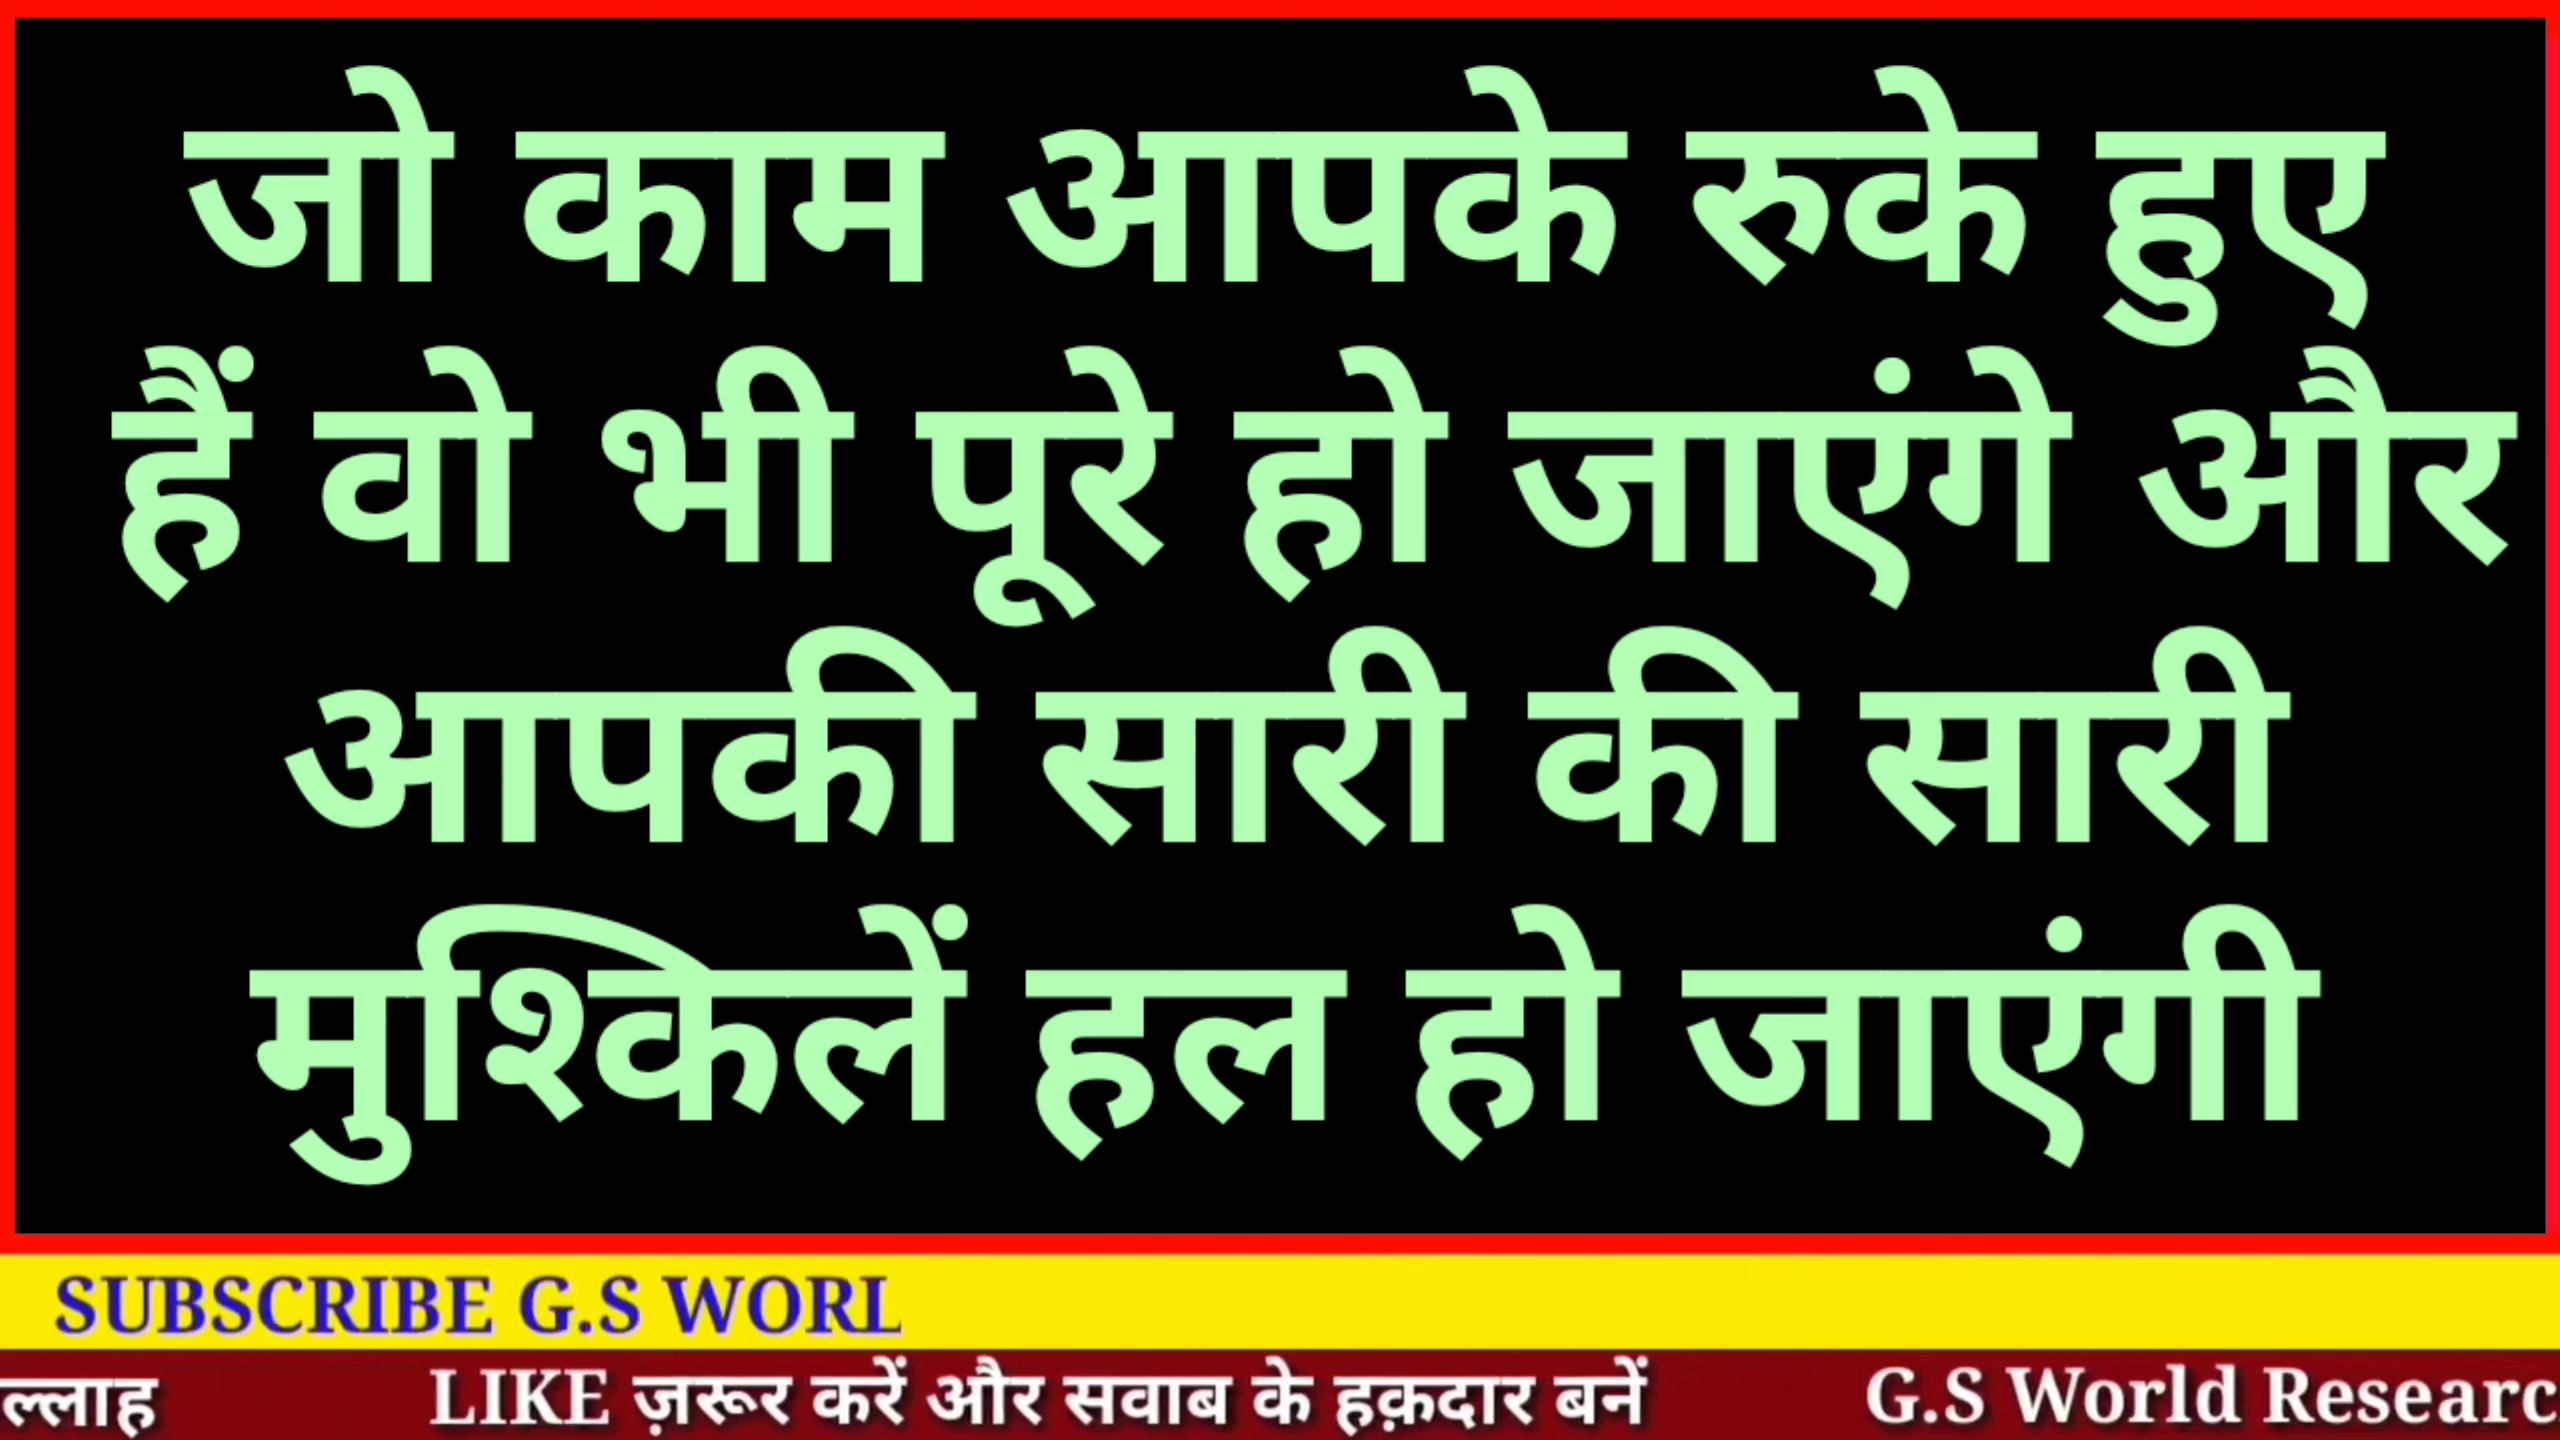 जो काम आपके रुके हुए
हैं वो भी पूरे हो जाएंगे और
आपकी सारी की सारी
मुश्किलें हल हो जाएंगी
SUBSCRIBE G.S WORL
ल्लाह LIKE ज़रूर करें और सवाब के हक़दार बनें G.S World Researc